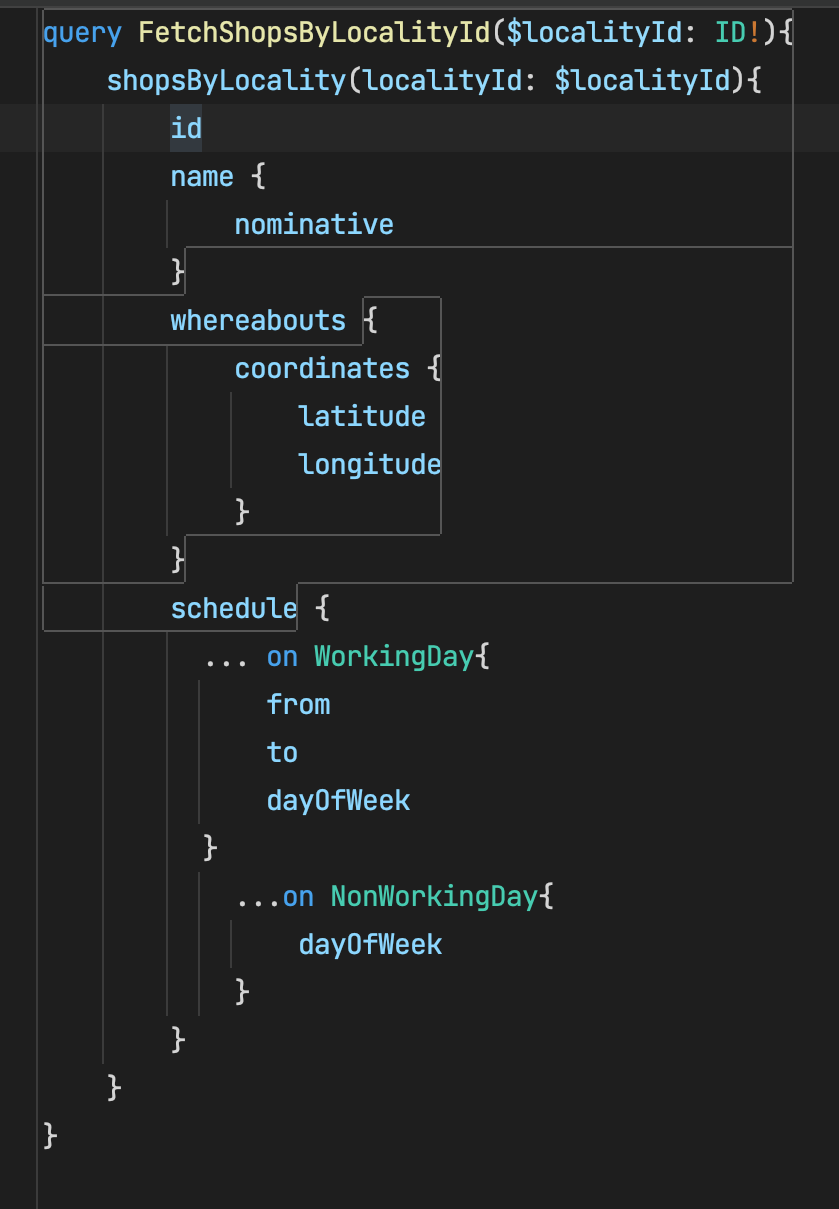 query FetchShopsByLocalityId($localityId: ID!){
    shopsByLocality(localityId: $localityId){
        id
        name {
            nominative
        }
        whereabouts {
            coordinates {
                latitude
                longitude
            }
        }
        schedule {
          ... on WorkingDay{
              from
              to
              dayOfWeek
          }
            ...on NonWorkingDay{
                dayOfWeek
            }
        }
    }
}